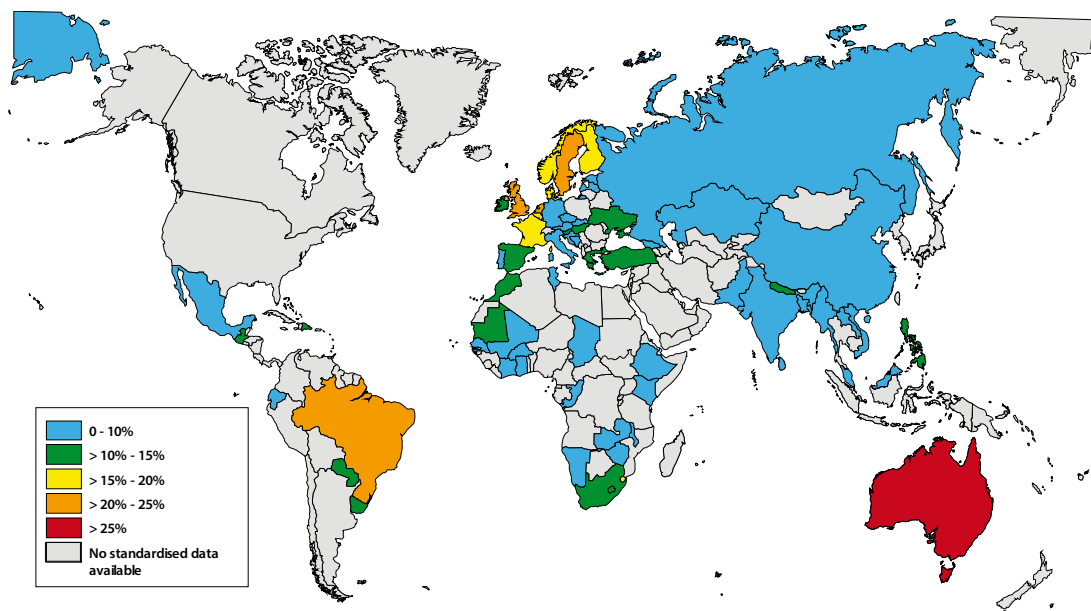 0 - 10%
> 10% - 15%
> 15% - 20%
> 20% - 25%
> 25%
No standardised data
available